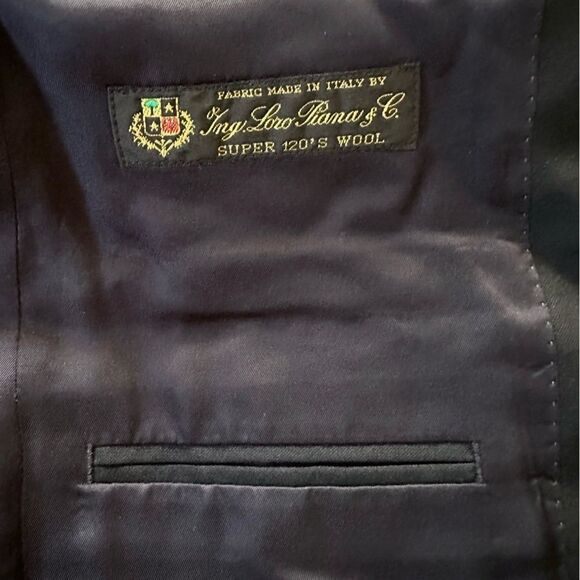 FABRIC MADE IN ITALY BY
Ing. Loro Piana & C.
SUPER 120'S WOOL